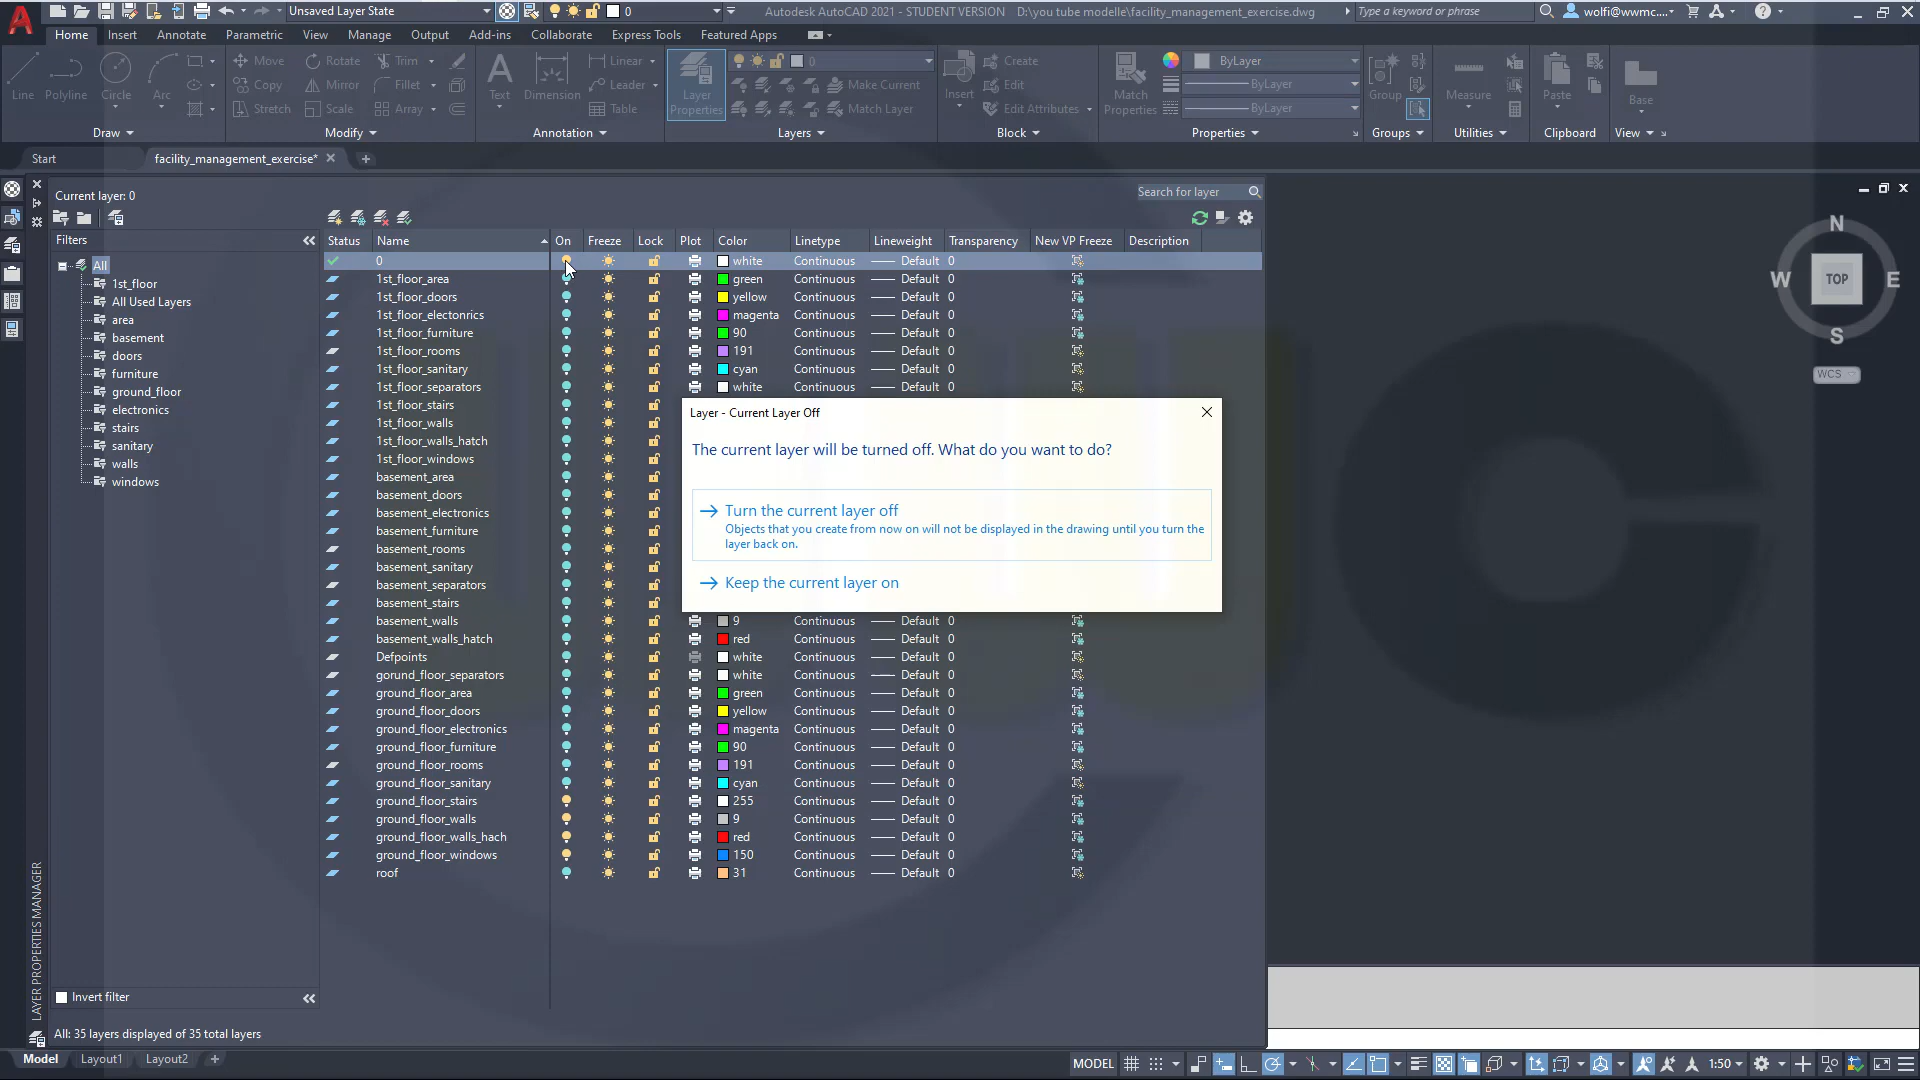 Unsaved Layer State
0
Autodesk AutoCAD 2021 - STUDENT VERSION D:\you tube modelle\facility_management_exercise.dwg
Type a keyword or phrase
wolfi@wwmc....
Home Insert Annotate Parametric View Manage Output Add-ins Collaborate Express Tools Featured Apps
Line Polyline Circle Arc
Move Rotate Trim
Copy Mirror Fillet
Stretch Scale Array
Text Dimension
Linear
Leader
Table
Layer Properties
0
Make Current
Match Layer
Insert
Create
Edit
Edit Attributes
Match Properties
ByLayer
ByLayer
ByLayer
Group Measure Paste Base
Draw Modify Annotation Layers Block Properties Groups Utilities Clipboard View
Start facility_management_exercise*
Current layer: 0
Search for layer
Filters
All
1st_floor
All Used Layers
area
basement
doors
furniture
ground_floor
electronics
stairs
sanitary
walls
windows
Invert filter
Status Name On Freeze Lock Plot Color Linetype Lineweight Transparency New VP Freeze Description
0 white Continuous Default 0
1st_floor_area green Continuous Default 0
1st_floor_doors yellow Continuous Default 0
1st_floor_electonrics magenta Continuous Default 0
1st_floor_furniture 90 Continuous Default 0
1st_floor_rooms 191 Continuous Default 0
1st_floor_sanitary cyan Continuous Default 0
1st_floor_separators white Continuous Default 0
1st_floor_stairs
1st_floor_walls
1st_floor_walls_hatch
1st_floor_windows
basement_area
basement_doors
basement_electronics
basement_furniture
basement_rooms
basement_sanitary
basement_separators
basement_stairs
basement_walls 9 Continuous Default 0
basement_walls_hatch red Continuous Default 0
Defpoints white Continuous Default 0
gorund_floor_separators white Continuous Default 0
ground_floor_area green Continuous Default 0
ground_floor_doors yellow Continuous Default 0
ground_floor_electronics magenta Continuous Default 0
ground_floor_furniture 90 Continuous Default 0
ground_floor_rooms 191 Continuous Default 0
ground_floor_sanitary cyan Continuous Default 0
ground_floor_stairs 255 Continuous Default 0
ground_floor_walls 9 Continuous Default 0
ground_floor_walls_hach red Continuous Default 0
ground_floor_windows 150 Continuous Default 0
roof 31 Continuous Default 0
Layer - Current Layer Off
The current layer will be turned off. What do you want to do?
Turn the current layer off
Objects that you create from now on will not be displayed in the drawing until you turn the
layer back on.
Keep the current layer on
N
W TOP E
S
WCS
LAYER PROPERTIES MANAGER
All: 35 layers displayed of 35 total layers
Model Layout1 Layout2
MODEL 1:50